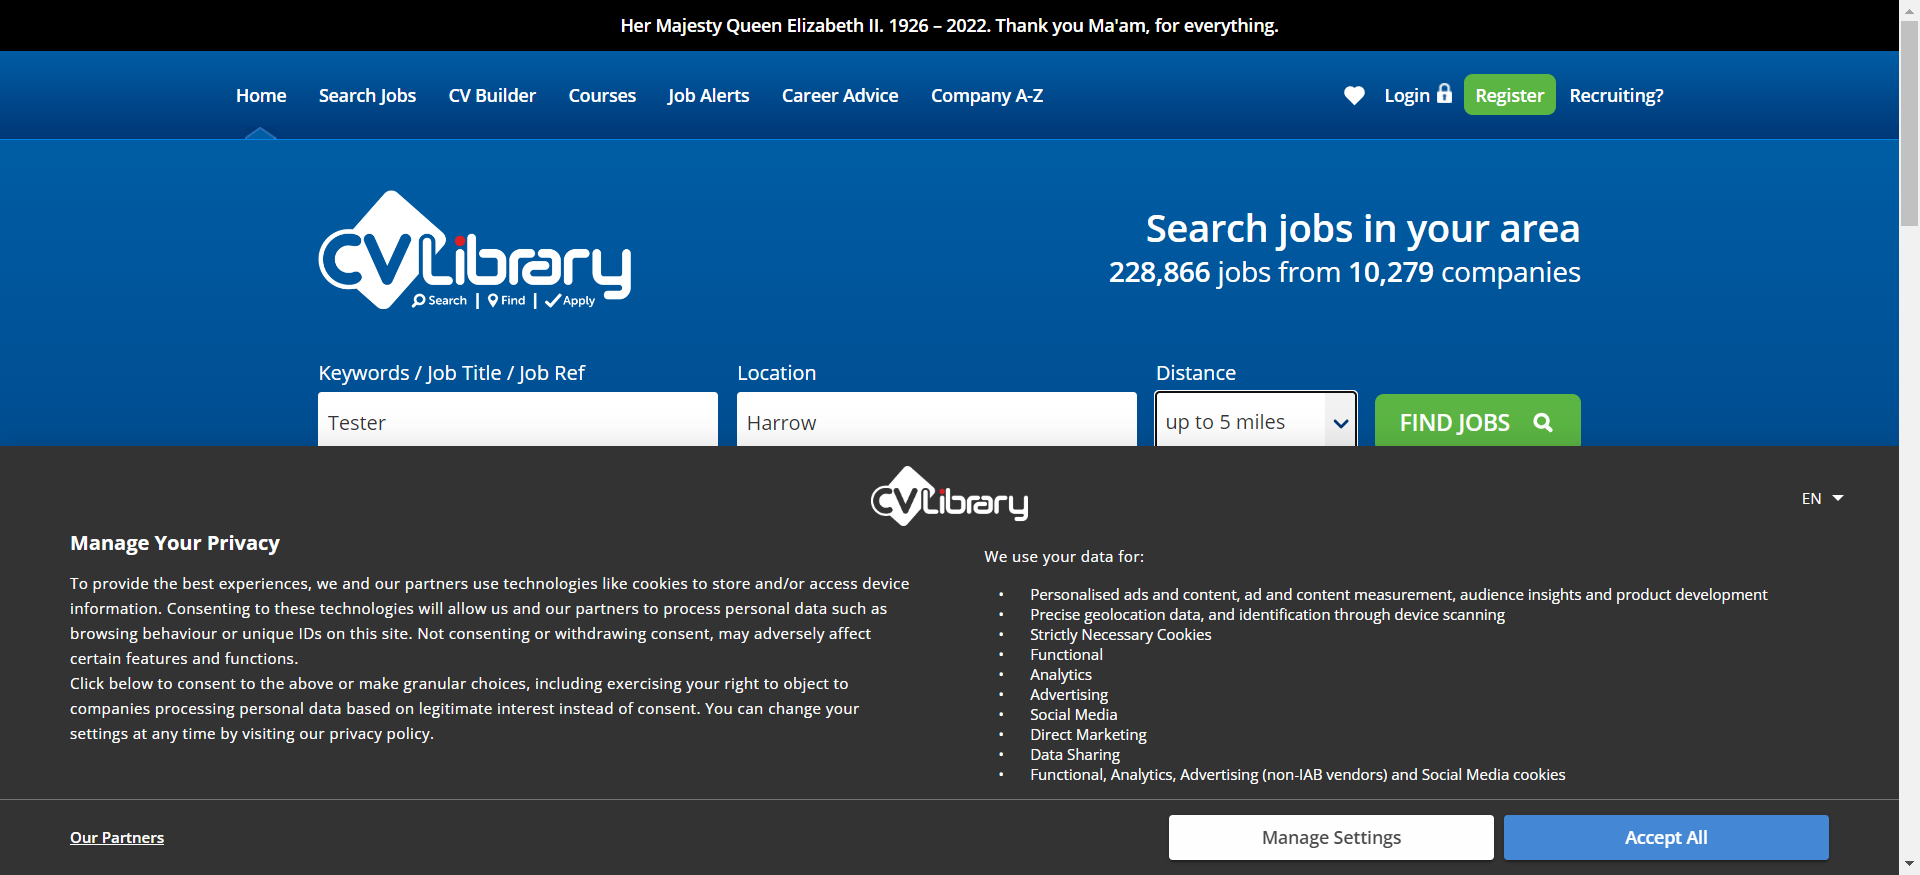 Her Majesty Queen Elizabeth II. 1926 – 2022. Thank you Ma'am, for everything.
Home Search Jobs CV Builder Courses Job Alerts Career Advice Company A-Z Login Register Recruiting?
CVLibrary
Search | Find | Apply
Search jobs in your area
228,866 jobs from 10,279 companies
Keywords / Job Title / Job Ref Location Distance
Tester Harrow up to 5 miles FIND JOBS
CVLibrary
EN
Manage Your Privacy
To provide the best experiences, we and our partners use technologies like cookies to store and/or access device
information. Consenting to these technologies will allow us and our partners to process personal data such as
browsing behaviour or unique IDs on this site. Not consenting or withdrawing consent, may adversely affect
certain features and functions.
Click below to consent to the above or make granular choices, including exercising your right to object to
companies processing personal data based on legitimate interest instead of consent. You can change your
settings at any time by visiting our privacy policy.
We use your data for:
• Personalised ads and content, ad and content measurement, audience insights and product development
• Precise geolocation data, and identification through device scanning
• Strictly Necessary Cookies
• Functional
• Analytics
• Advertising
• Social Media
• Direct Marketing
• Data Sharing
• Functional, Analytics, Advertising (non-IAB vendors) and Social Media cookies
Our Partners Manage Settings Accept All